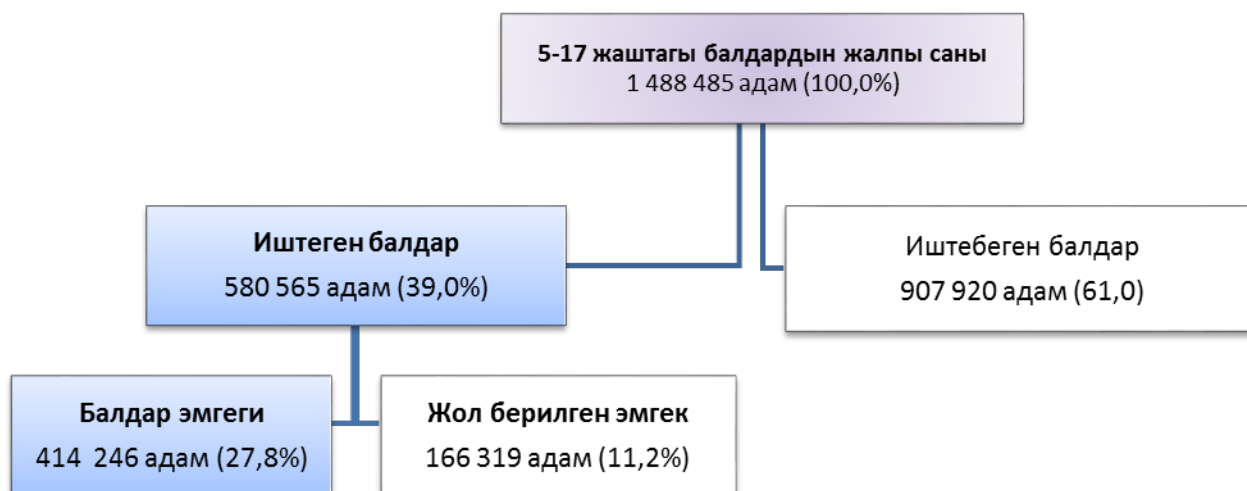 5-17 жаштагы балдардын жалпы саны
1 488 485 адам (100,0%)
Иштеген балдар
580 565 адам (39,0%)
Иштебеген балдар
907 920 адам (61,0)
Балдар эмгеги
414 246 адам (27,8%)
Жол берилген эмгек
166 319 адам (11,2%)